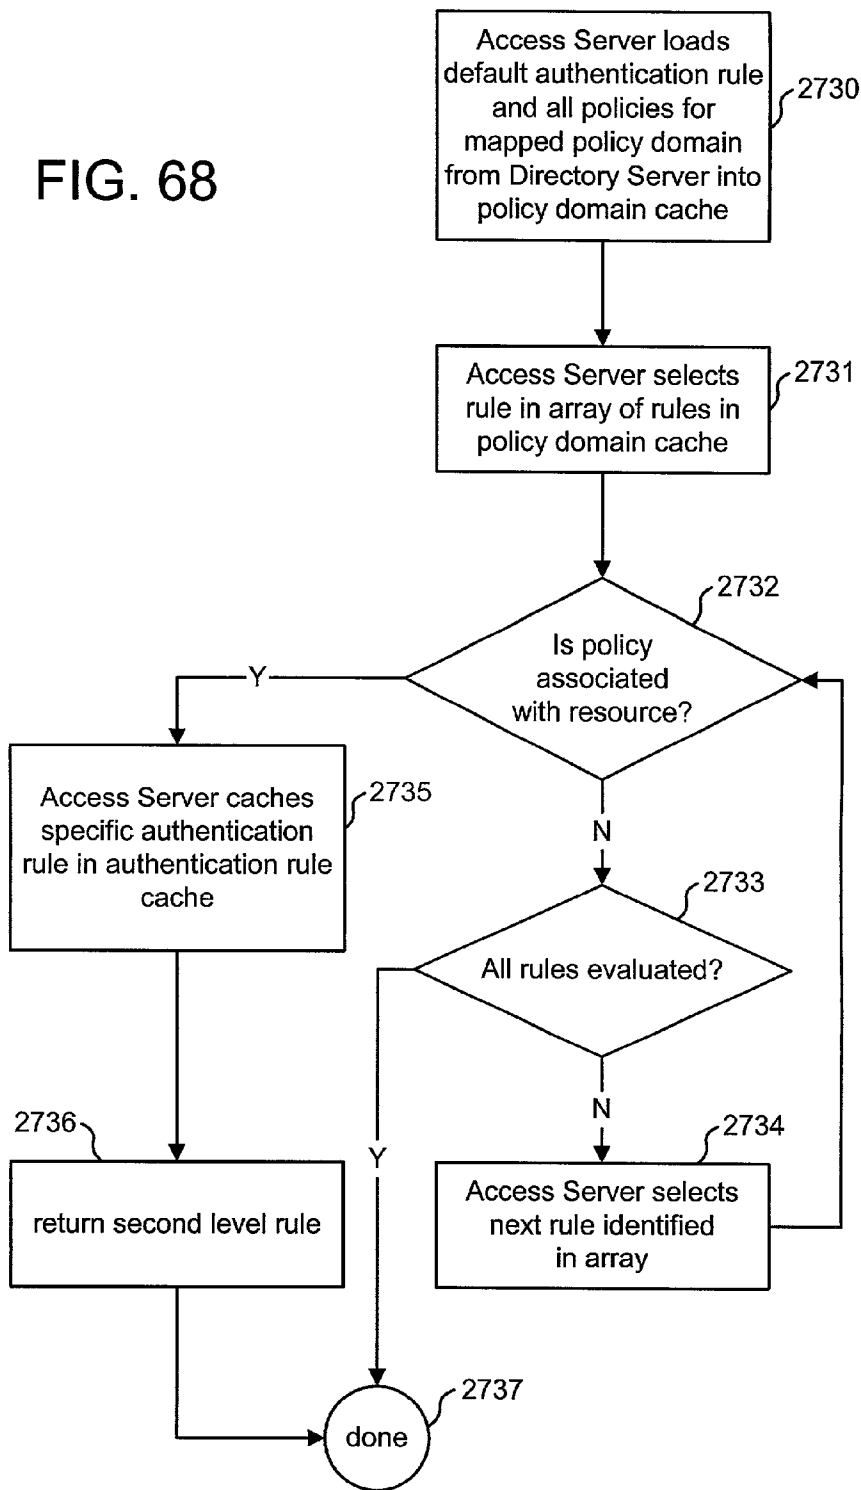 FIG. 68
Access Server loads
default authentication rule
and all policies for
mapped policy domain
from Directory Server into
policy domain cache
2730
Access Server selects
rule in array of rules in
policy domain cache
2731
2732
Is policy
associated
with resource?
Y
N
Access Server caches
specific authentication
rule in authentication rule
cache
2735
2733
All rules evaluated?
N
Y
2736
return second level rule
2734
Access Server selects
next rule identified
in array
2737
done